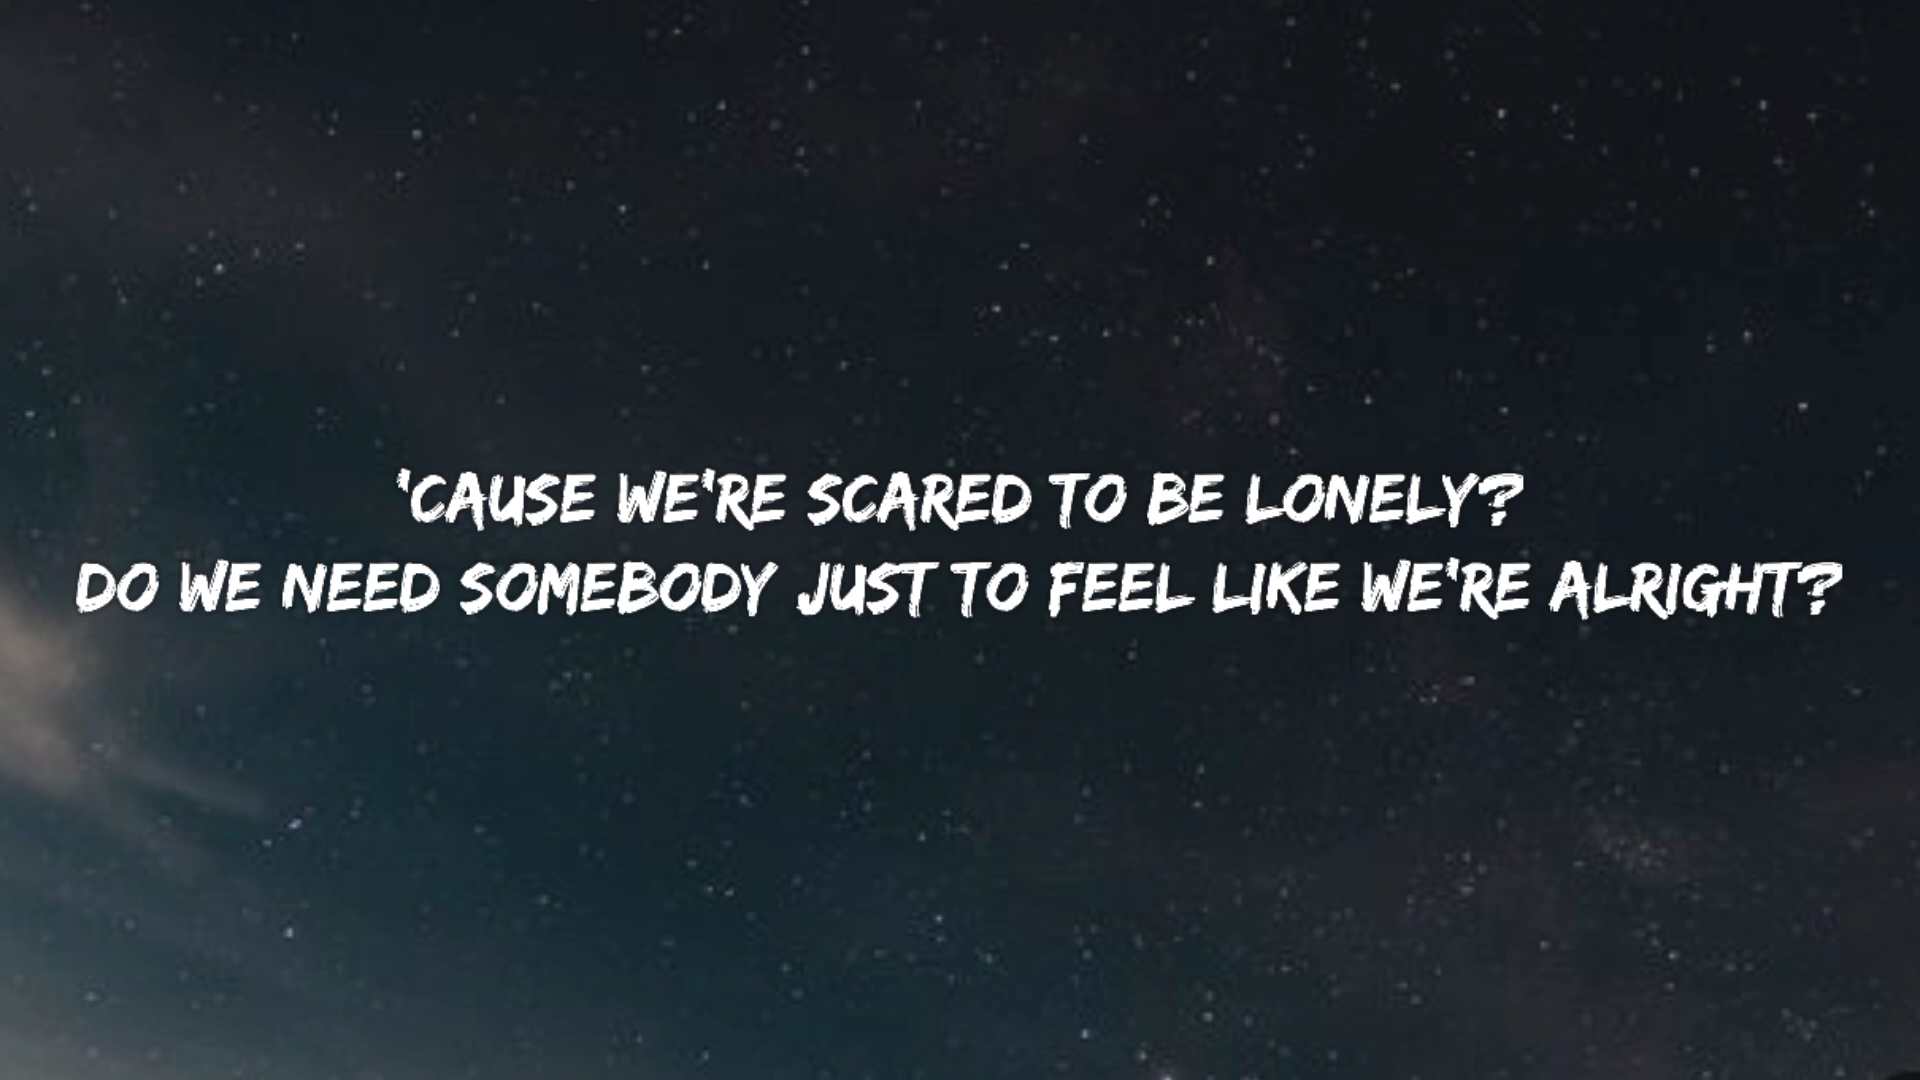 'CAUSE WE'RE SCARED TO BE LONELY?
DO WE NEED SOMEBODY JUST TO FEEL LIKE WE'RE ALRIGHT?